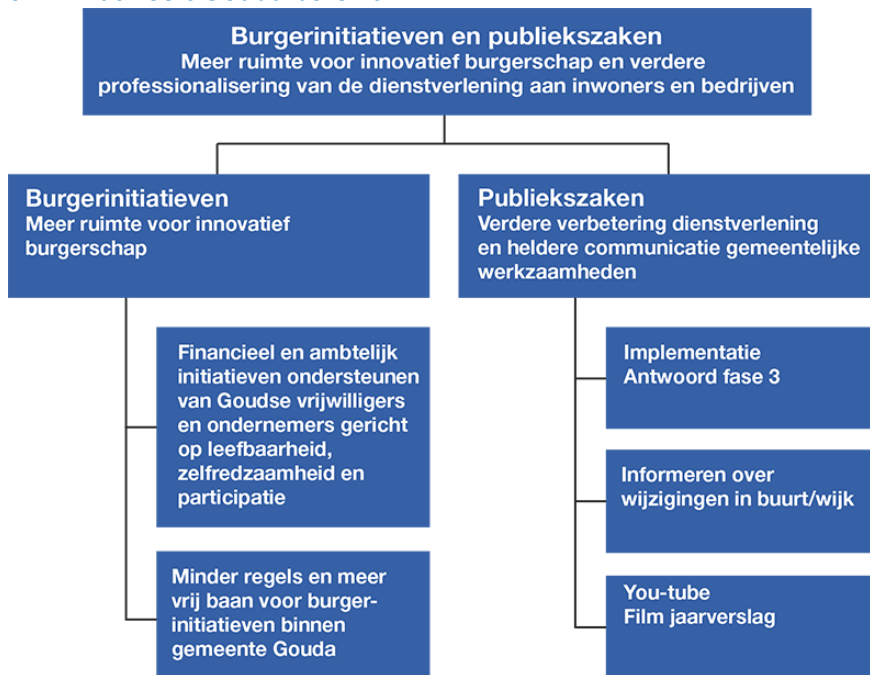 Burgerinitiatieven en publiekszaken
Meer ruimte voor innovatief burgerschap en verdere
professionalisering van de dienstverlening aan inwoners en bedrijven
Burgerinitiatieven
Meer ruimte voor innovatief
burgerschap
Financieel en ambtelijk
initiatieven ondersteunen
van Goudse vrijwilligers
en ondernemers gericht
op leefbaarheid,
zelfredzaamheid en
participatie
Minder regels en meer
vrij baan voor burger-
initiatieven binnen
gemeente Gouda
Publiekszaken
Verdere verbetering dienstverlening
en heldere communicatie gemeentelijke
werkzaamheden
Implementatie
Antwoord fase 3
Informeren over
wijzigingen in buurt/wijk
You-tube
Film jaarverslag